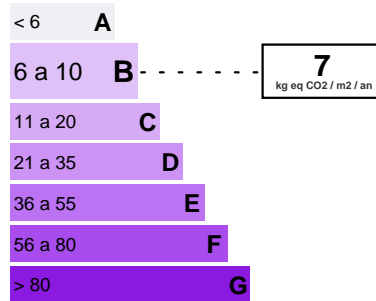 < 6 A
6 a 10 B
7
kg eq CO2 / m2 / an
11 a 20 C
21 a 35 D
36 a 55 E
56 a 80 F
> 80 G